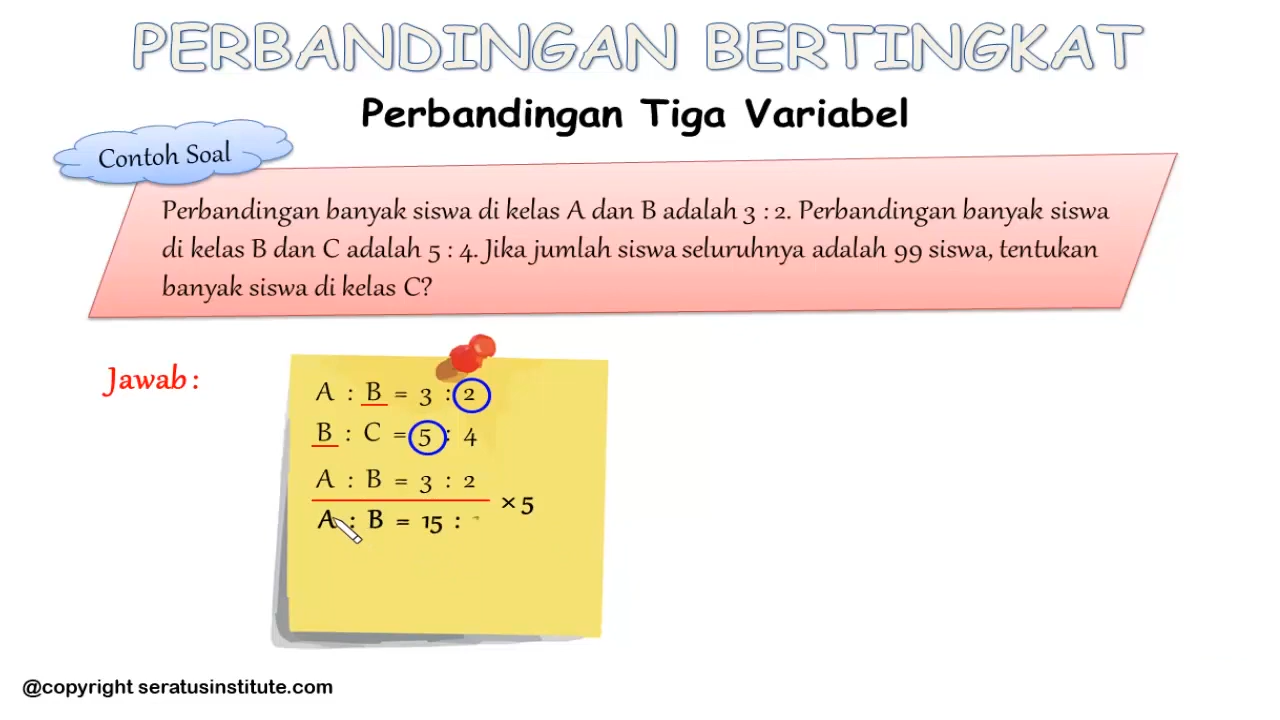 PERBANDINGAN BERTINGKAT
Perbandingan Tiga Variabel
Contoh Soal
Perbandingan banyak siswa di kelas A dan B adalah 3 : 2. Perbandingan banyak siswa
di kelas B dan C adalah 5 : 4. Jika jumlah siswa seluruhnya adalah 99 siswa, tentukan
banyak siswa di kelas C?
Jawab :
A : B = 3 : 2
B : C = 5 : 4
A : B = 3 : 2
× 5
A : B = 15 :
@copyright seratusinstitute.com